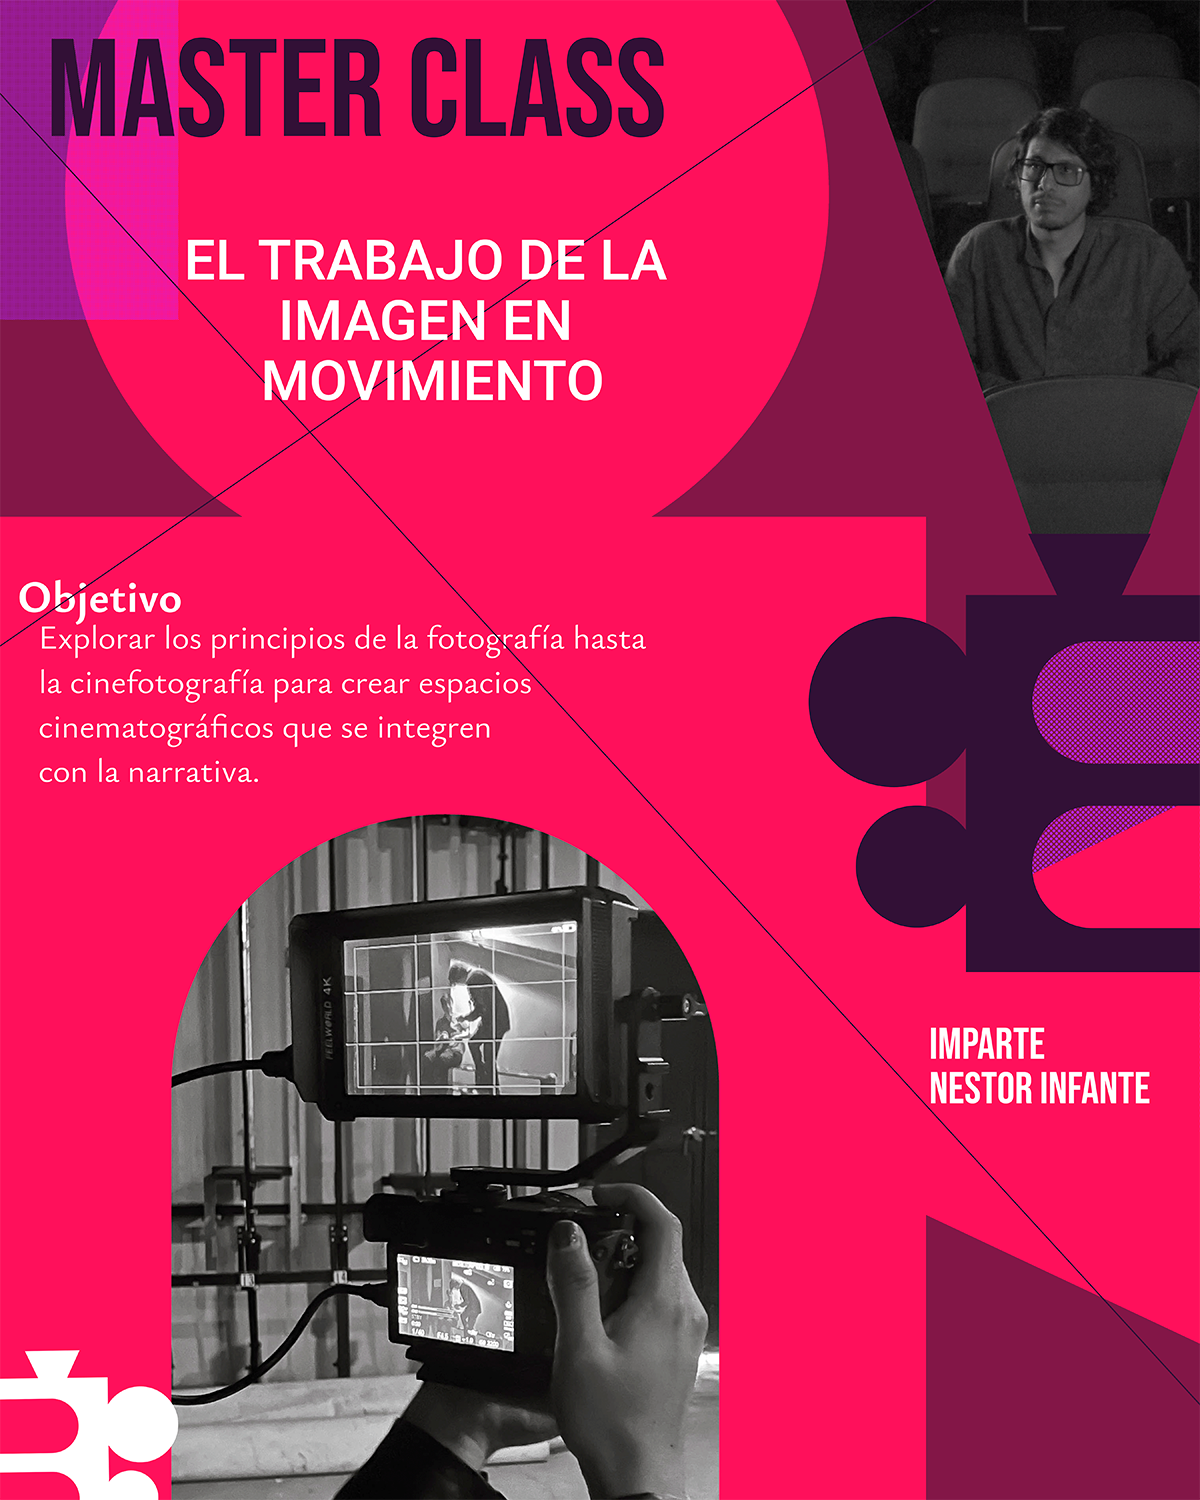 MASTER CLASS
EL TRABAJO DE LA
IMAGEN EN
MOVIMIENTO
Objetivo
Explorar los principios de la fotografía hasta
la cinefotografía para crear espacios
cinematográficos que se integren
con la narrativa.
FEELWORLD 4K
IMPARTE
NESTOR INFANTE